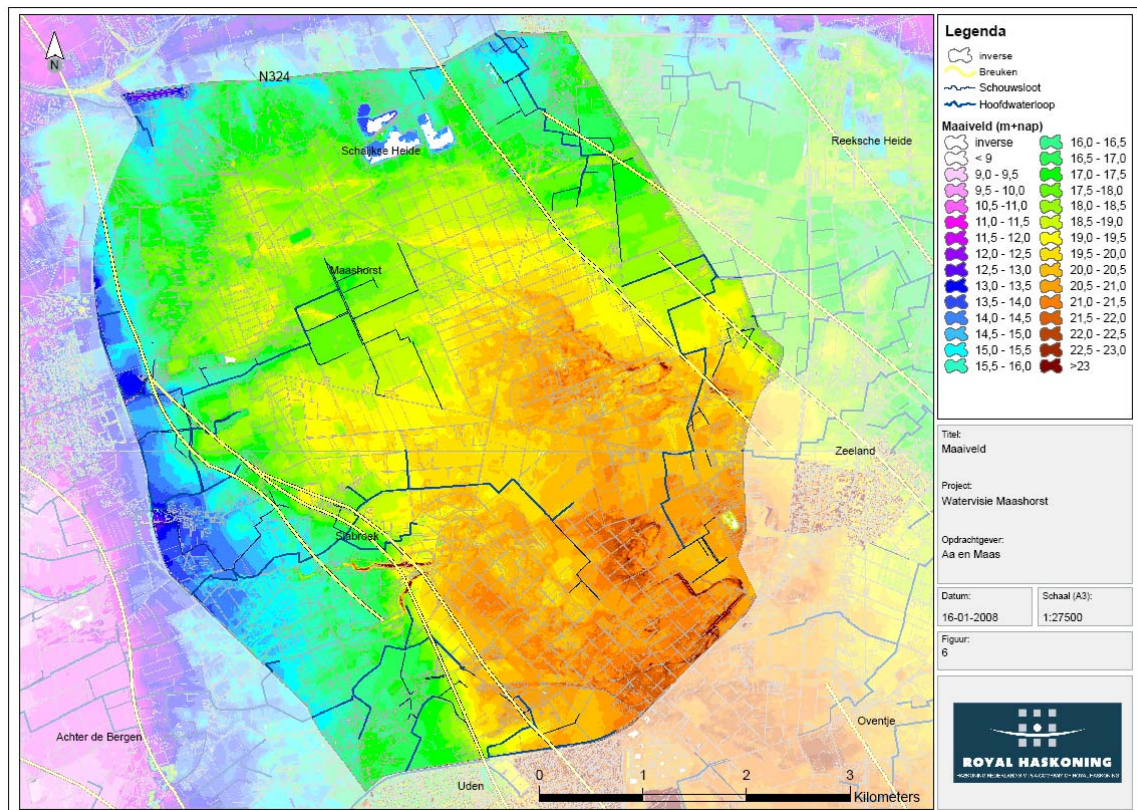 N
N324
Schaijkse Heide
Reeksche Heide
Maashorst
Zeeland
Slabroek
Achter de Bergen
Uden
Oventje
0 1 2 3
Kilometers
Legenda
inverse
Breuken
Schouwsloot
Hoofdwaterloop
Maaiveld (m+nap)
inverse
< 9
9,0 - 9,5
9,5 - 10,0
10,5 -11,0
11,0 - 11,5
11,5 - 12,0
12,0 - 12,5
12,5 - 13,0
13,0 - 13,5
13,5 - 14,0
14,0 - 14,5
14,5 - 15,0
15,0 - 15,5
15,5 - 16,0
16,0 - 16,5
16,5 - 17,0
17,0 - 17,5
17,5 -18,0
18,0 - 18,5
18,5 -19,0
19,0 - 19,5
19,5 - 20,0
20,0 - 20,5
20,5 - 21,0
21,0 - 21,5
21,5 - 22,0
22,0 - 22,5
22,5 - 23,0
>23
Titel:
Maaiveld
Project:
Watervisie Maashorst
Opdrachtgever:
Aa en Maas
Datum:
16-01-2008
Schaal (A3):
1:27500
Figuur:
6
ROYAL HASKONING